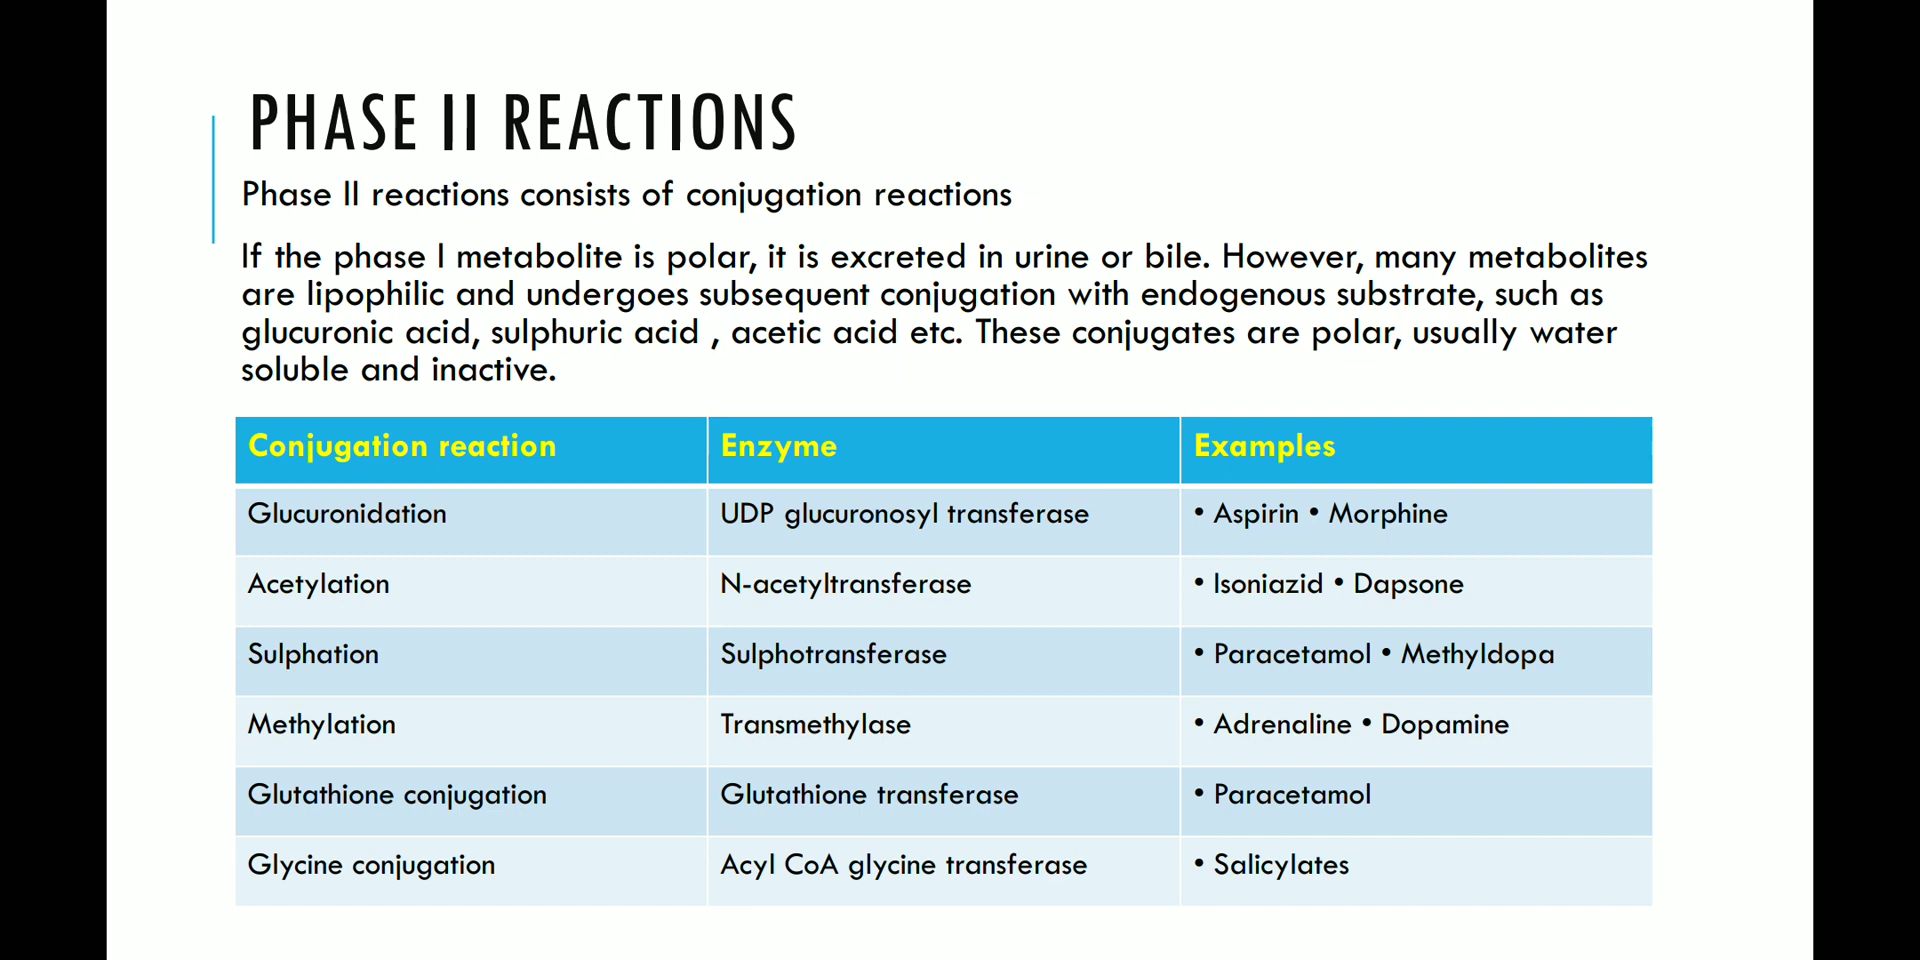 PHASE II REACTIONS
Phase II reactions consists of conjugation reactions
If the phase I metabolite is polar, it is excreted in urine or bile. However, many metabolites
are lipophilic and undergoes subsequent conjugation with endogenous substrate, such as
glucuronic acid, sulphuric acid , acetic acid etc. These conjugates are polar, usually water
soluble and inactive.
Conjugation reaction Enzyme Examples
Glucuronidation UDP glucuronosyl transferase • Aspirin • Morphine
Acetylation N-acetyltransferase • Isoniazid • Dapsone
Sulphation Sulphotransferase • Paracetamol • Methyldopa
Methylation Transmethylase • Adrenaline • Dopamine
Glutathione conjugation Glutathione transferase • Paracetamol
Glycine conjugation Acyl CoA glycine transferase • Salicylates